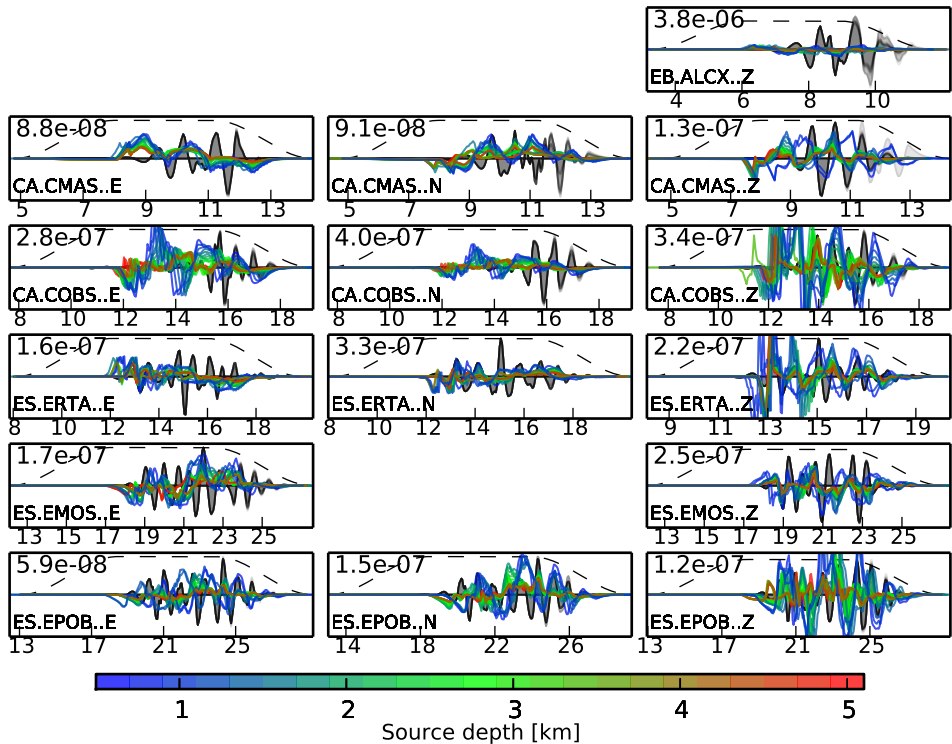 3.8e-06
EB.ALCX..Z
4 6 8 10
8.8e-08 9.1e-08 1.3e-07
CA.CMAS..E CA.CMAS..N CA.CMAS..Z
5 7 9 11 13 5 7 9 11 13 5 7 9 11 13
2.8e-07 4.0e-07 3.4e-07
CA.COBS..E CA.COBS..N CA.COBS..Z
8 10 12 14 16 18 8 10 12 14 16 18 8 10 12 14 16 18
1.6e-07 3.3e-07 2.2e-07
ES.ERTA..E ES.ERTA..N ES.ERTA..Z
8 10 12 14 16 18 8 10 12 14 16 18 9 11 13 15 17 19
1.7e-07 2.5e-07
ES.EMOS..E ES.EMOS..Z
13 15 17 19 21 23 25 13 15 17 19 21 23 25
5.9e-08 1.5e-07 1.2e-07
ES.EPOB..E ES.EPOB..N ES.EPOB..Z
13 17 21 25 14 18 22 26 13 17 21 25
1 2 3 4 5
Source depth [km]